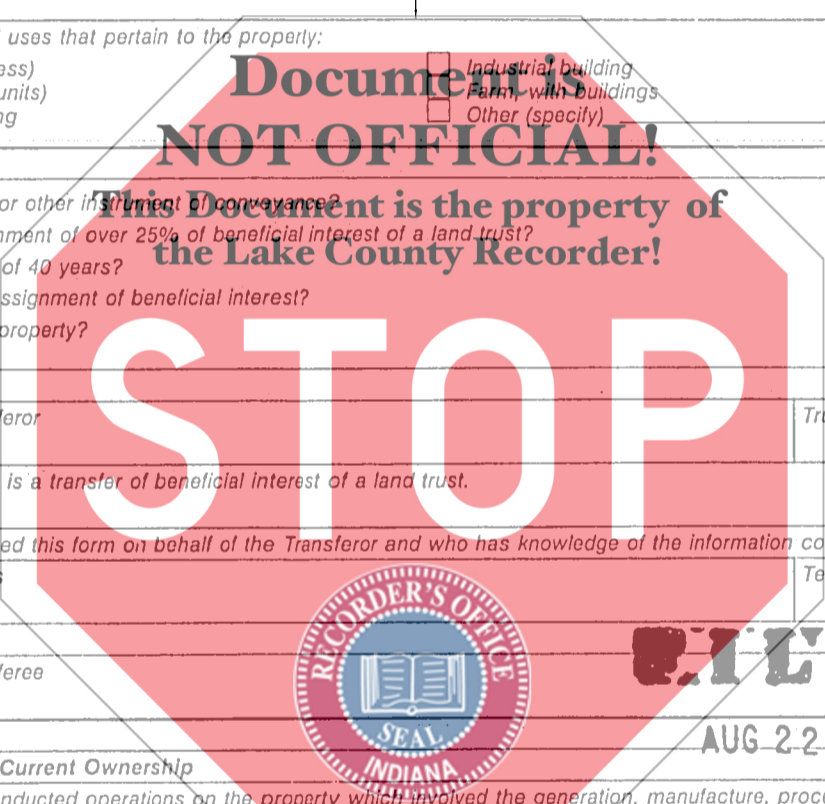 uses that pertain to the property:
ess)
Industrial building
units)
Farm, with buildings
ng
Other (specify)
Document is
NOT OFFICIAL!
This Document is the property of
the Lake County Recorder!
or other instrument of conveyance?
nment of over 25% of beneficial interest of a land trust?
of 40 years?
ssignment of beneficial interest?
property?
STOP
feror
Tru
is a transfer of beneficial interest of a land trust.
ed this form on behalf of the Transferor and who has knowledge of the information co
s
Te
RECORDER'S OFFICE
SEAL
INDIANA
FILE
feree
AUG 22
Current Ownership
nducted operations on the property which involved the generation, manufacture, proc